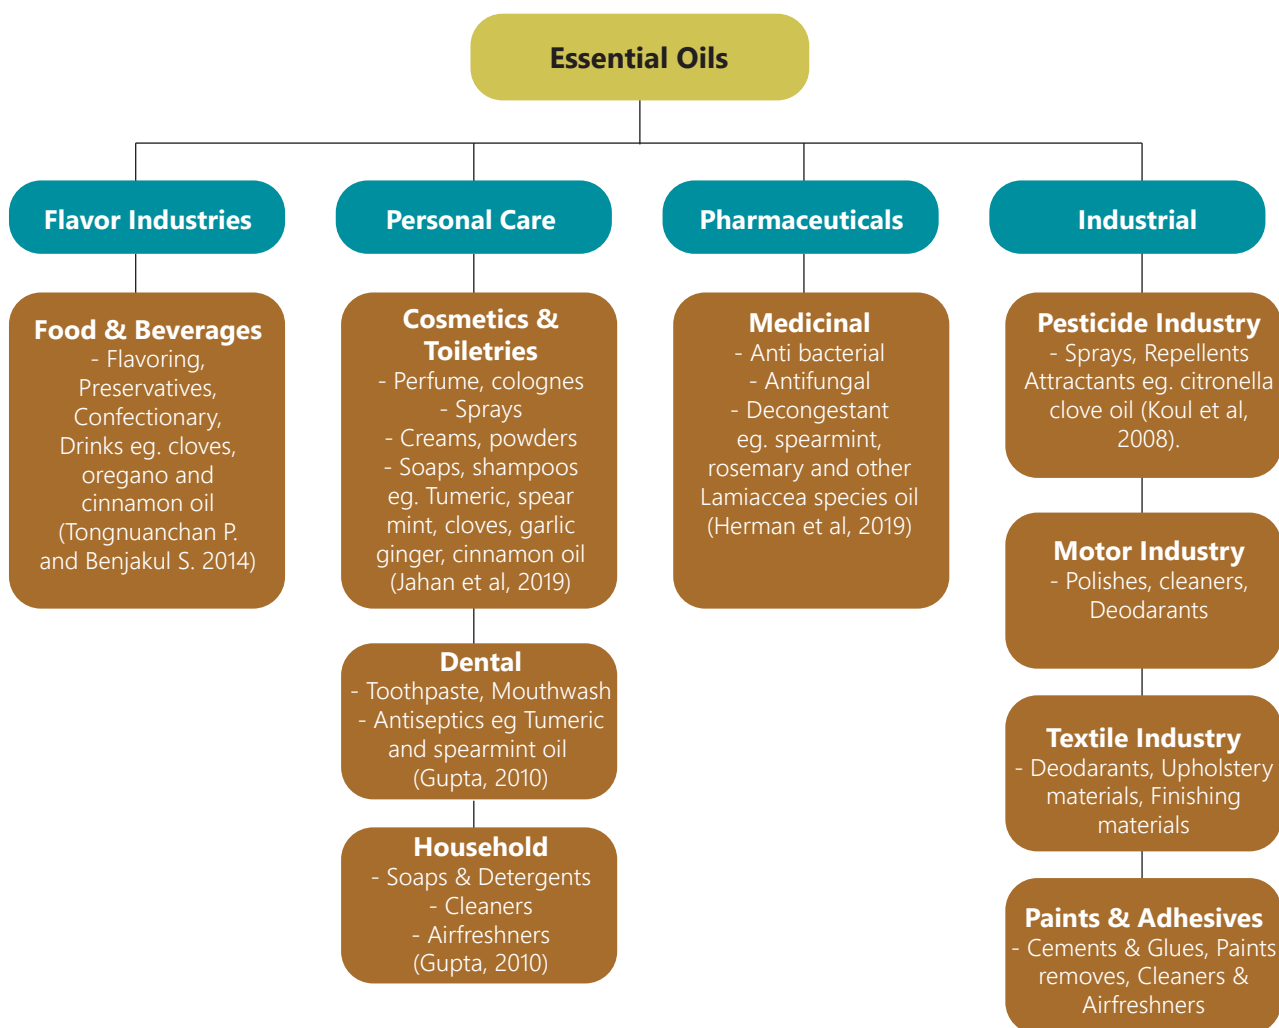 Essential Oils
Flavor Industries
Personal Care
Pharmaceuticals
Industrial
Food & Beverages
- Flavoring,
Preservatives,
Confectionary,
Drinks eg. cloves,
oregano and
cinnamon oil
(Tongnuanchan P.
and Benjakul S. 2014)
Cosmetics &
Toiletries
- Perfume, colognes
- Sprays
- Creams, powders
- Soaps, shampoos
eg. Tumeric, spear
mint, cloves, garlic
ginger, cinnamon oil
(Jahan et al, 2019)
Dental
- Toothpaste, Mouthwash
- Antiseptics eg Tumeric
and spearmint oil
(Gupta, 2010)
Household
- Soaps & Detergents
- Cleaners
- Airfreshners
(Gupta, 2010)
Medicinal
- Anti bacterial
- Antifungal
- Decongestant
eg. spearmint,
rosemary and other
Lamiaccea species oil
(Herman et al, 2019)
Pesticide Industry
- Sprays, Repellents
Attractants eg. citronella
clove oil (Koul et al,
2008).
Motor Industry
- Polishes, cleaners,
Deodarants
Textile Industry
- Deodarants, Upholstery
materials, Finishing
materials
Paints & Adhesives
- Cements & Glues, Paints
removes, Cleaners &
Airfreshners